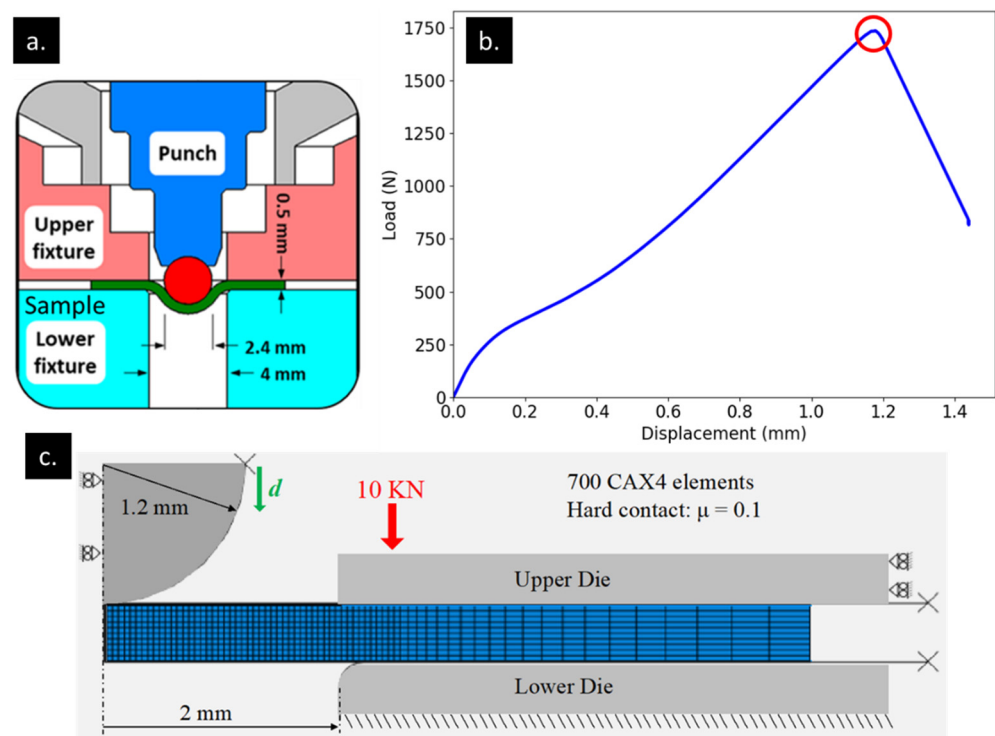 a.
Punch
0.5 mm
Upper
fixture
Sample
Lower
fixture
2.4 mm
4 mm
b.
1750
1500
1250
1000
750
500
250
0
Load (N)
0.0 0.2 0.4 0.6 0.8 1.0 1.2 1.4
Displacement (mm)
c.
1.2 mm
d
10 KN
700 CAX4 elements
Hard contact: μ = 0.1
Upper Die
Lower Die
2 mm